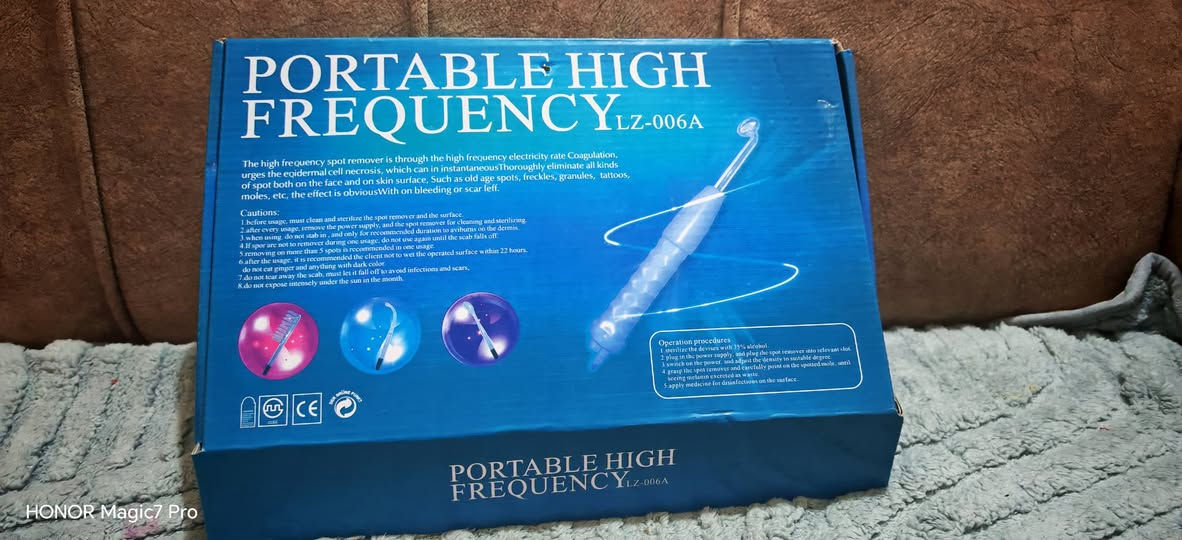 PORTABLE HIGH
FREQUENCY LZ-006A
The high frequency spot remover is through the high frequency electricity rate Coagulation,
urges the eqidermal cell necrosis, which can in instantaneousThoroughly eliminate all kinds
of spot both on the face and on skin surface, Such as old age spots, freckles, granules, tattoos,
moles, etc, the effect is obviousWith on bleeding or scar leff.
Cautions:
1.before usage, must clean and sterilize the spot remover and the surface.
2.after every usage, remove the power supply, and the spot remover for cleaning and sterilizing.
3.when using, do not stab in, and only for recommended duration to aviburns on the dermis.
4.If spor are not to remover during one usage, do not use again until the scab falls off.
5.removing on more than 5 spots is recommended in one usage.
6.after the usage, it is recommended the client not to wet the operated surface within 22 hours.
do not eat ginger and anything with dark color.
7.do not tear away the scab, must let it fall off to avoid infections and scars,
8.do not expose intensely under the sun in the month.
Operation procedures
1.sterilize the devises with 75% alcohol.
2.plug in the power supply, and plug the spot remover into relevant slot.
3.switch on the power, and adjust the density to suitable degree.
4.grasp the spot remover and carefully point on the spotted mole, until
seeing melanin excreted as waste.
5.apply medicine for disinfections on the surface.
CE
PORTABLE HIGH
FREQUENCY LZ-006A
HONOR Magic7 Pro